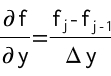 ∂f/∂y = (f_j - f_{j-1})/Δy